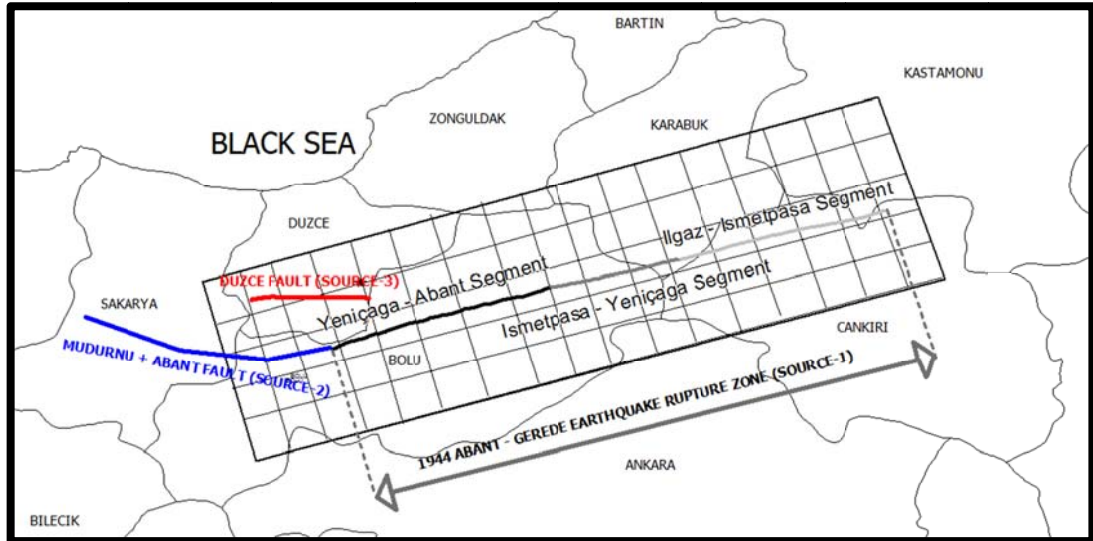 BARTIN
KASTAMONU
ZONGULDAK
KARABUK
BLACK SEA
DUZCE
Ilgaz - Ismetpasa Segment
DUZCE FAULT (SOURCE-3)
Yeniçaga - Abant Segment
SAKARYA
Ismetpasa - Yeniçaga Segment
CANKIRI
MUDURNU + ABANT FAULT (SOURCE-2)
BOLU
1944 ABANT - GEREDE EARTHQUAKE RUPTURE ZONE (SOURCE-1)
ANKARA
BILECIK